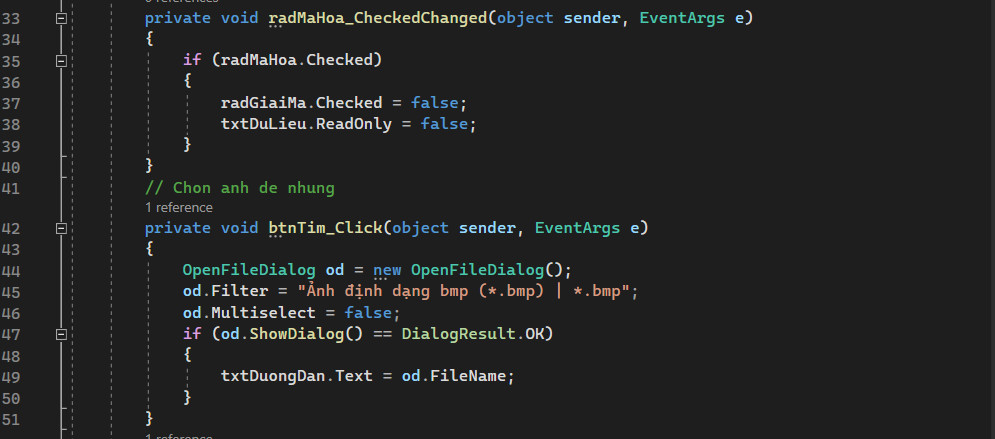 0 references
33 private void radMaHoa_CheckedChanged(object sender, EventArgs e)
34 {
35 if (radMaHoa.Checked)
36 {
37 radGiaiMa.Checked = false;
38 txtDuLieu.ReadOnly = false;
39 }
40 }
41 // Chon anh de nhung
1 reference
42 private void btnTim_Click(object sender, EventArgs e)
43 {
44 OpenFileDialog od = new OpenFileDialog();
45 od.Filter = "Ảnh định dạng bmp (*.bmp) | *.bmp";
46 od.Multiselect = false;
47 if (od.ShowDialog() == DialogResult.OK)
48 {
49 txtDuongDan.Text = od.FileName;
50 }
51 }
1 reference